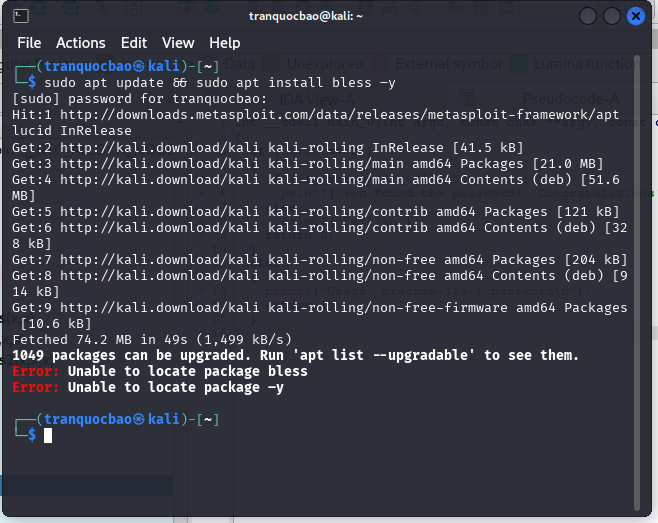 tranquocbao@kali: ~
File Actions Edit View Help
┌──(tranquocbao㉿kali)-[~]
└─$ sudo apt update && sudo apt install bless –y
[sudo] password for tranquocbao:
Hit:1 http://downloads.metasploit.com/data/releases/metasploit-framework/apt
lucid InRelease
Get:2 http://kali.download/kali kali-rolling InRelease [41.5 kB]
Get:3 http://kali.download/kali kali-rolling/main amd64 Packages [21.0 MB]
Get:4 http://kali.download/kali kali-rolling/main amd64 Contents (deb) [51.6
MB]
Get:5 http://kali.download/kali kali-rolling/contrib amd64 Packages [121 kB]
Get:6 http://kali.download/kali kali-rolling/contrib amd64 Contents (deb) [32
8 kB]
Get:7 http://kali.download/kali kali-rolling/non-free amd64 Packages [204 kB]
Get:8 http://kali.download/kali kali-rolling/non-free amd64 Contents (deb) [9
14 kB]
Get:9 http://kali.download/kali kali-rolling/non-free-firmware amd64 Packages
[10.6 kB]
Fetched 74.2 MB in 49s (1,499 kB/s)
1049 packages can be upgraded. Run 'apt list --upgradable' to see them.
Error: Unable to locate package bless
Error: Unable to locate package –y
┌──(tranquocbao㉿kali)-[~]
└─$
Data Unexplored External symbol Lumina function
IDA View-A Pseudocode-A